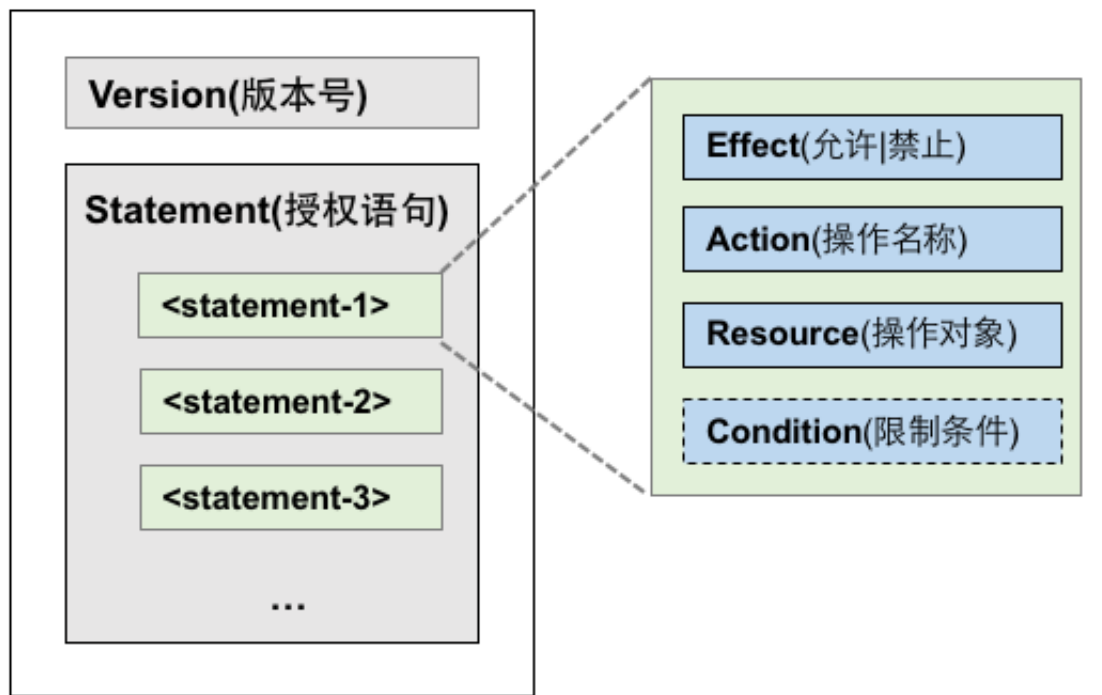 Version(版本号)
Statement(授权语句)
<statement-1>
<statement-2>
<statement-3>
...
Effect(允许|禁止)
Action(操作名称)
Resource(操作对象)
Condition(限制条件)